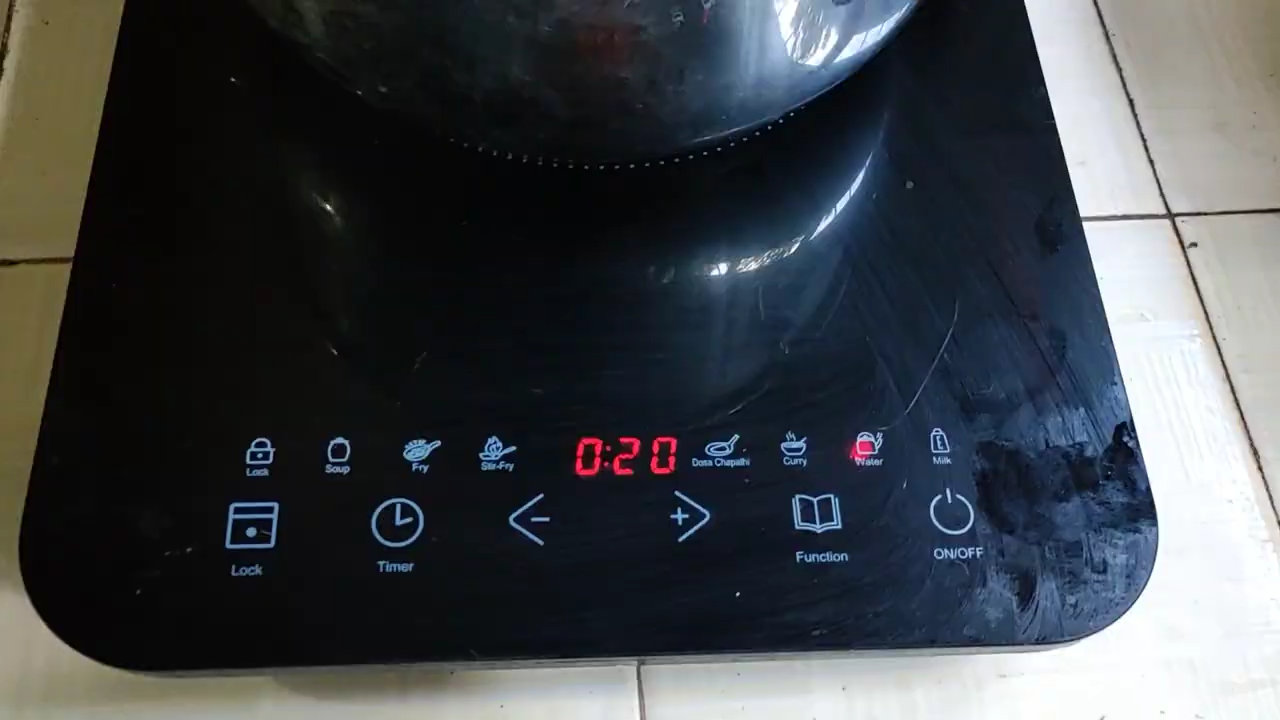 Lock Soup Fry Stir-Fry 0:20 Dosa Chapathi Curry Water Milk
Lock Timer < - + > Function ON/OFF